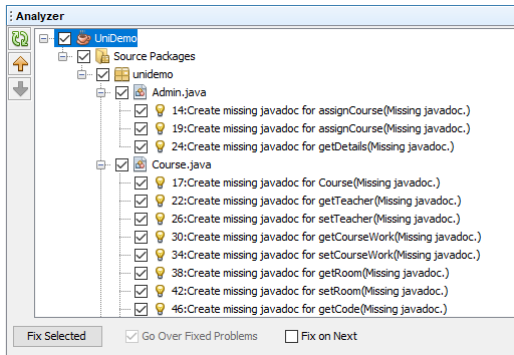 Analyzer
UniDemo
Source Packages
unidemo
Admin.java
14:Create missing javadoc for assignCourse(Missing javadoc.)
19:Create missing javadoc for assignCourse(Missing javadoc.)
24:Create missing javadoc for getDetails(Missing javadoc.)
Course.java
17:Create missing javadoc for Course(Missing javadoc.)
22:Create missing javadoc for getTeacher(Missing javadoc.)
26:Create missing javadoc for setTeacher(Missing javadoc.)
30:Create missing javadoc for getCourseWork(Missing javadoc.)
34:Create missing javadoc for setCourseWork(Missing javadoc.)
38:Create missing javadoc for getRoom(Missing javadoc.)
42:Create missing javadoc for setRoom(Missing javadoc.)
46:Create missing javadoc for getCode(Missing javadoc.)
Fix Selected Go Over Fixed Problems Fix on Next